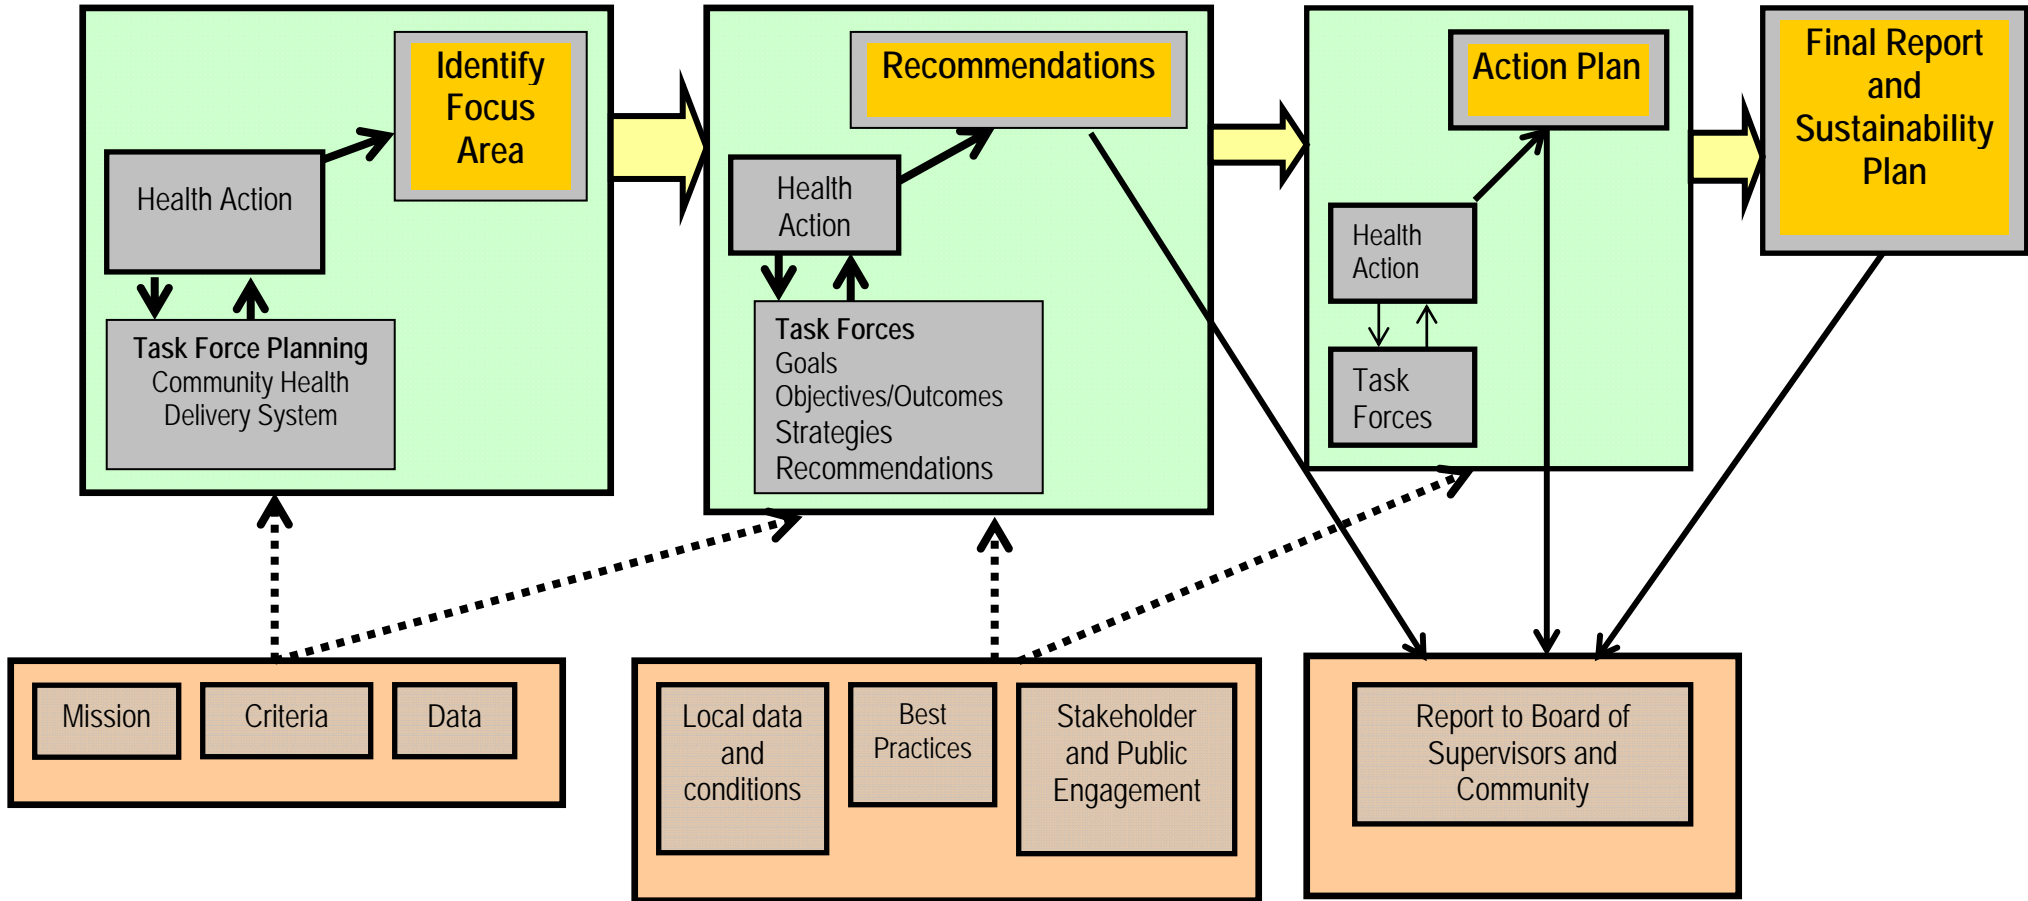 Identify
Focus
Area
Health Action
Task Force Planning
Community Health
Delivery System
Recommendations
Health
Action
Task Forces
Goals
Objectives/Outcomes
Strategies
Recommendations
Action Plan
Health
Action
Task
Forces
Final Report
and
Sustainability
Plan
Mission
Criteria
Data
Local data
and
conditions
Best
Practices
Stakeholder
and Public
Engagement
Report to Board of
Supervisors and
Community